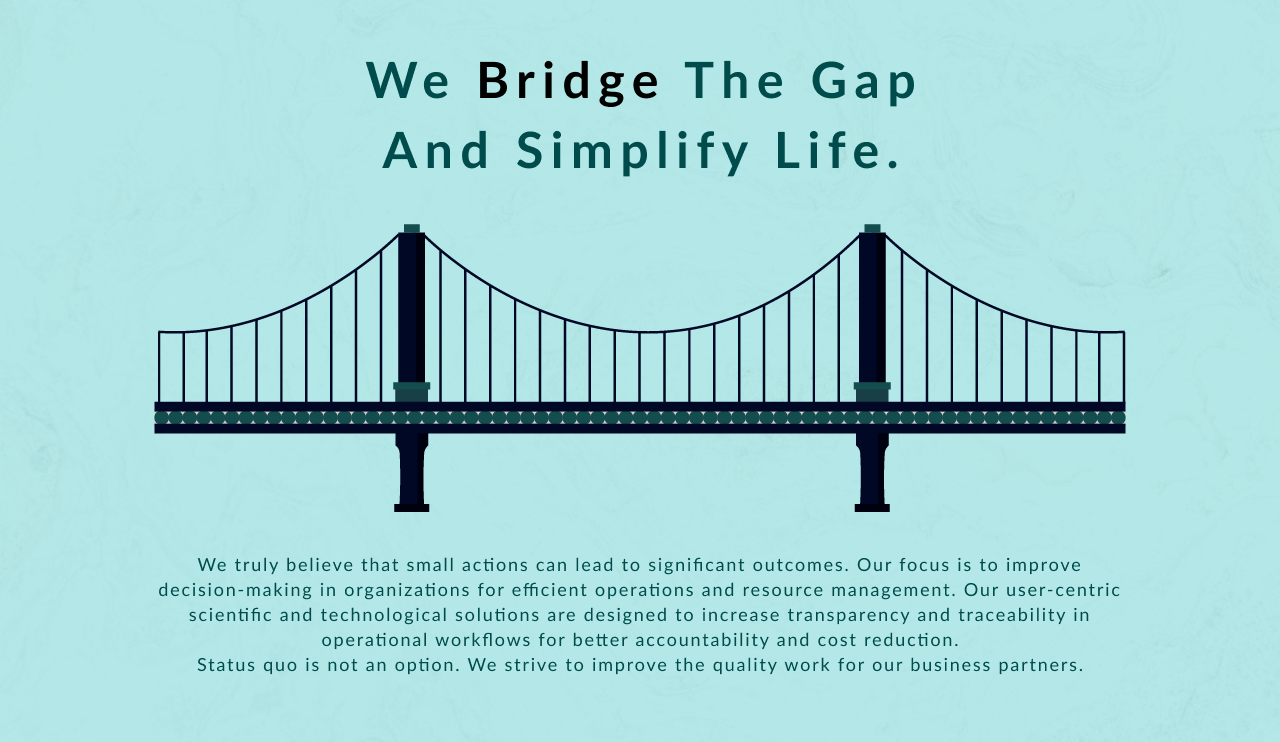 We Bridge The Gap
And Simplify Life.
We truly believe that small actions can lead to significant outcomes. Our focus is to improve
decision-making in organizations for efficient operations and resource management. Our user-centric
scientific and technological solutions are designed to increase transparency and traceability in
operational workflows for better accountability and cost reduction.
Status quo is not an option. We strive to improve the quality work for our business partners.